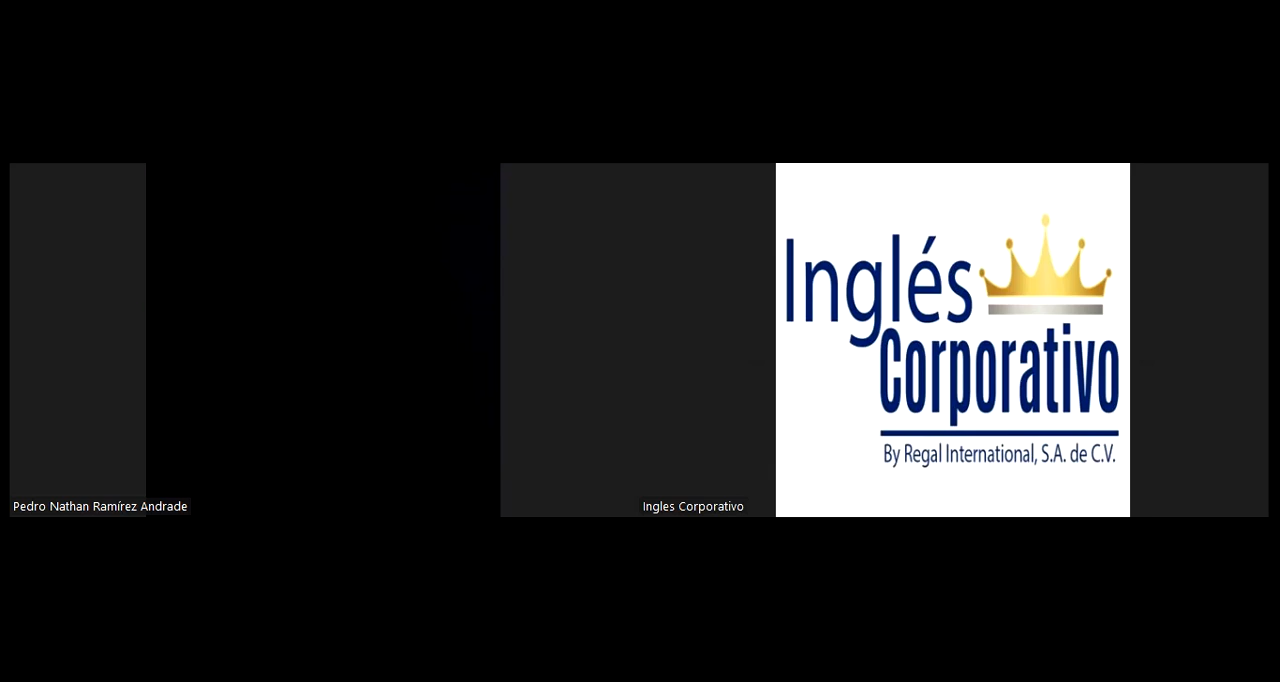 Inglés
Corporativo
By Regal International, S.A. de C.V.
Pedro Nathan Ramírez Andrade
Ingles Corporativo